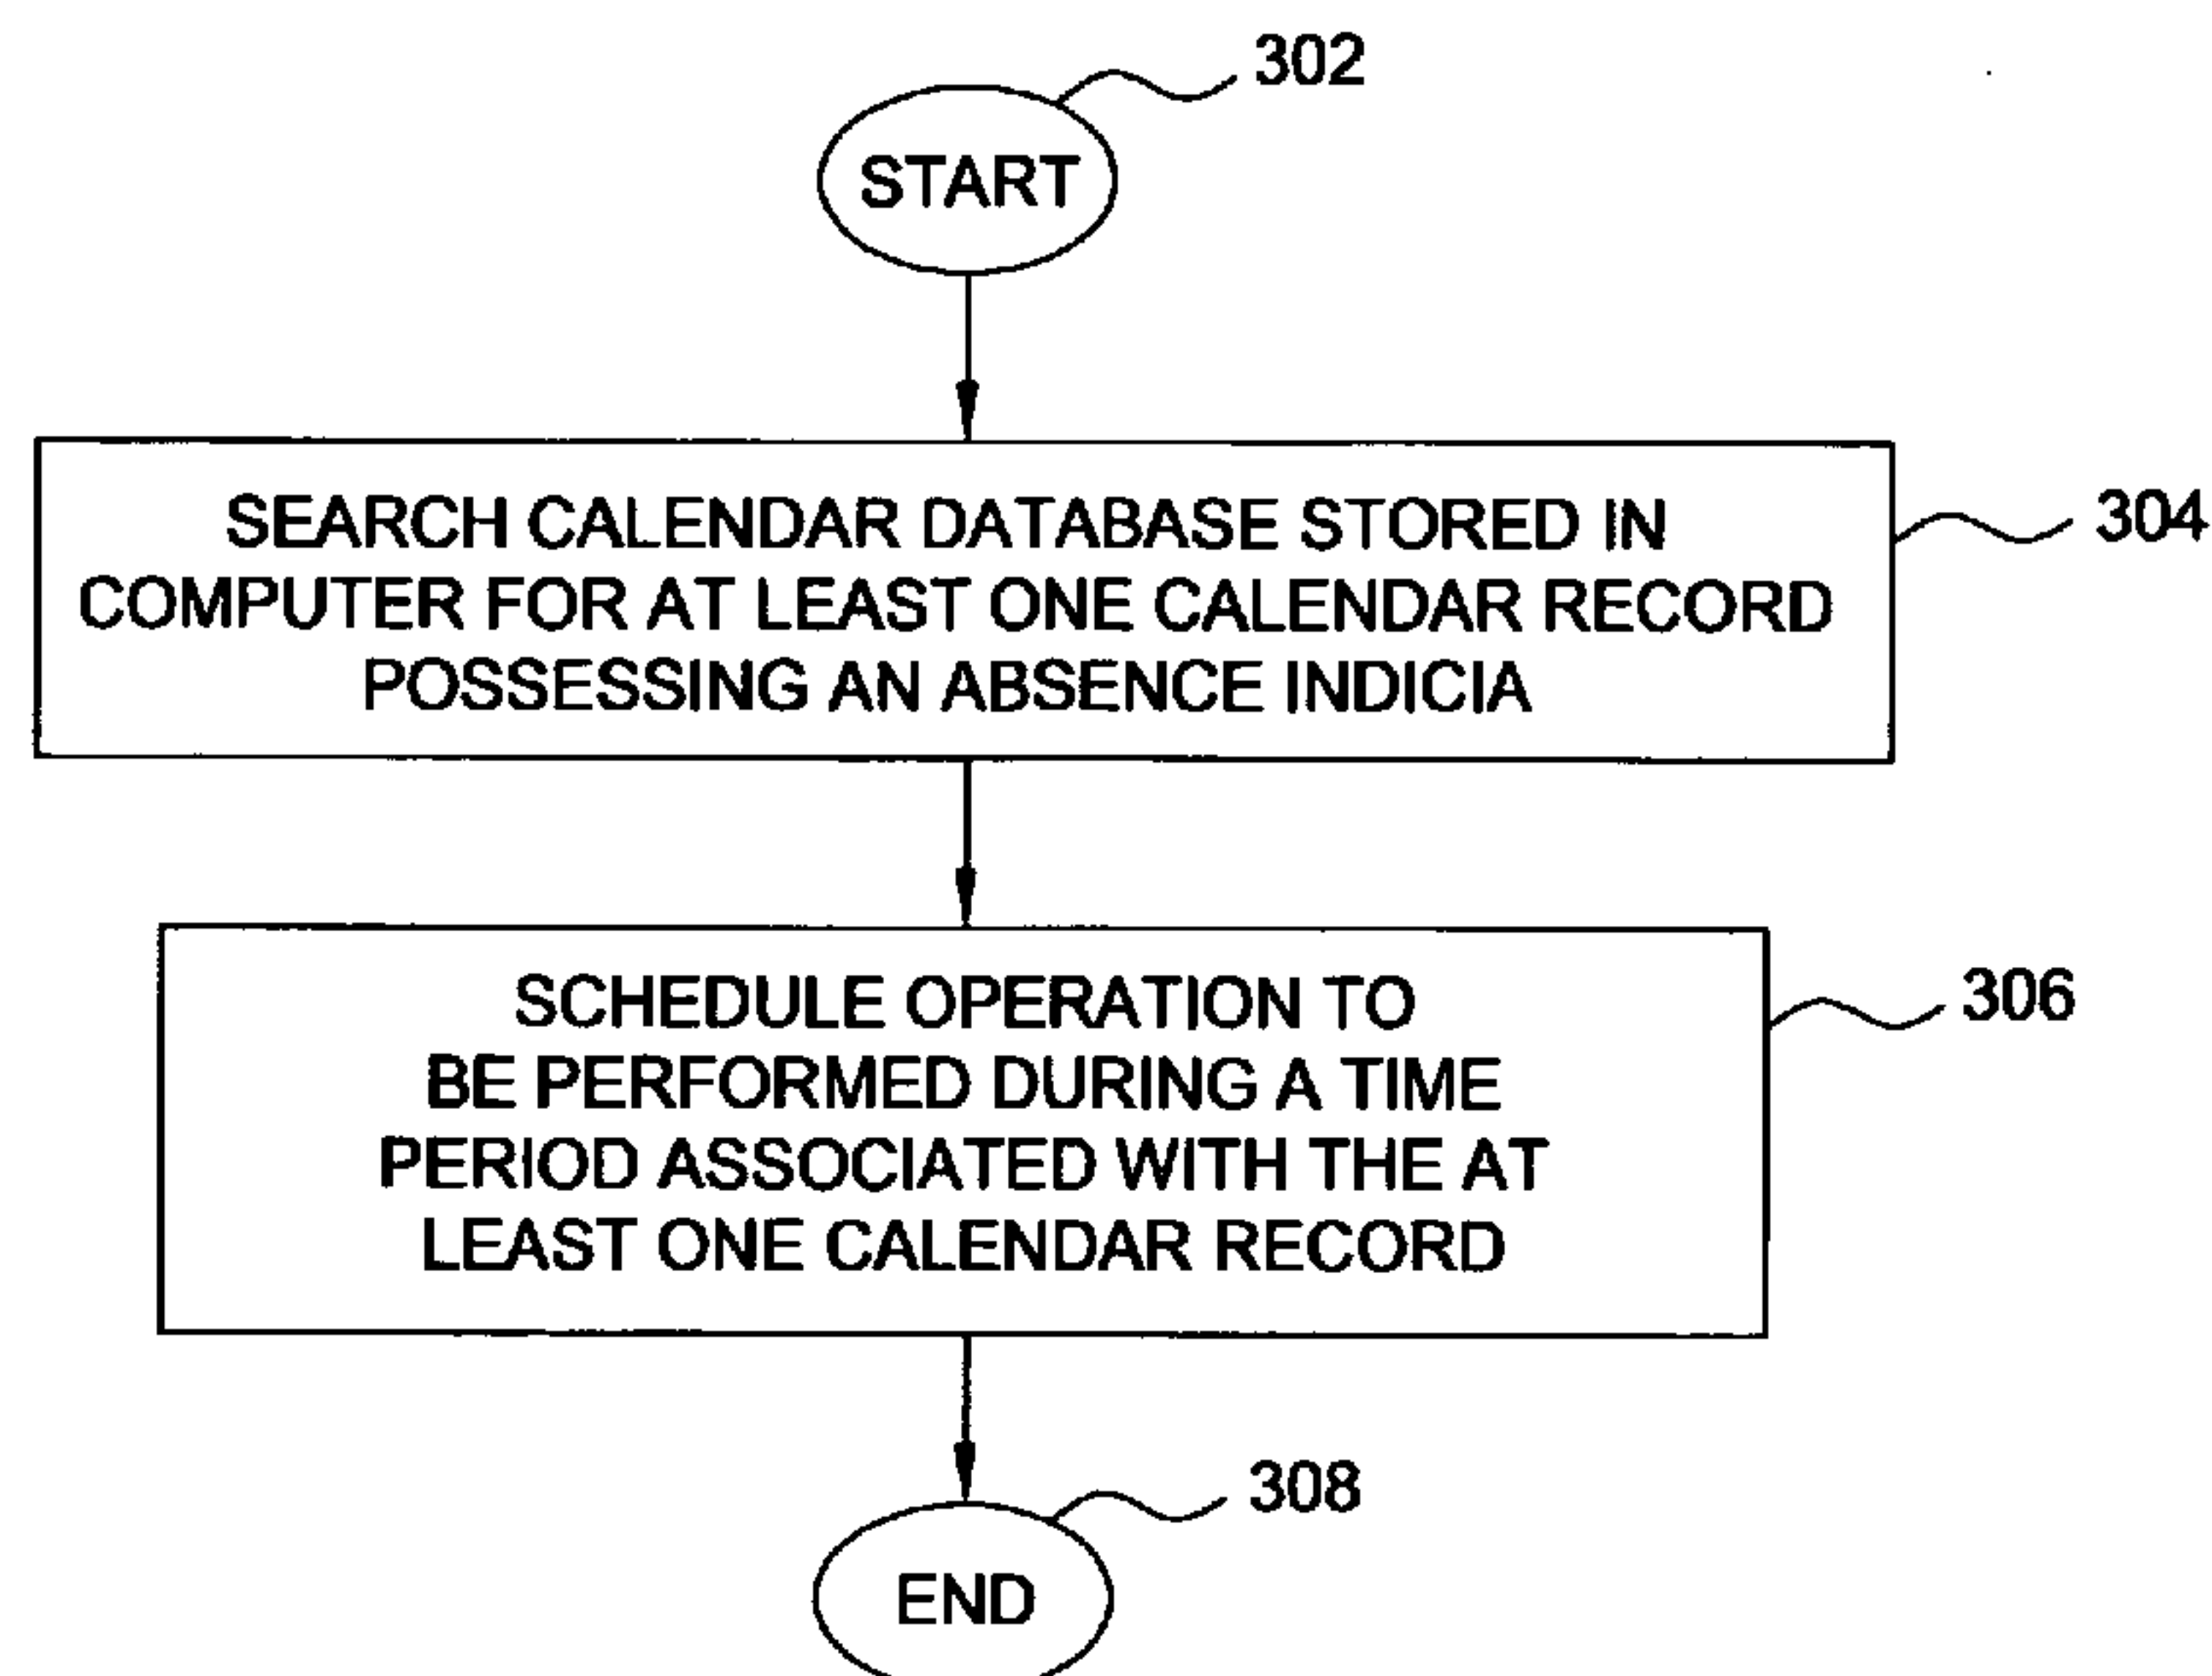 302
START
SEARCH CALENDAR DATABASE STORED IN
COMPUTER FOR AT LEAST ONE CALENDAR RECORD
POSSESSING AN ABSENCE INDICIA
304
SCHEDULE OPERATION TO
BE PERFORMED DURING A TIME
PERIOD ASSOCIATED WITH THE AT
LEAST ONE CALENDAR RECORD
306
308
END